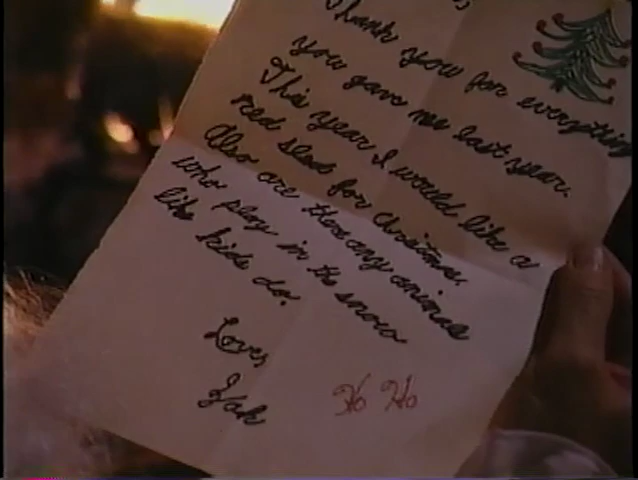 Thank you for everything
you gave me last year.
This year I would like a
red sled for Christmas.
Also are there any animals
who play in the snow
like kids do.
Love,
Ho Ho